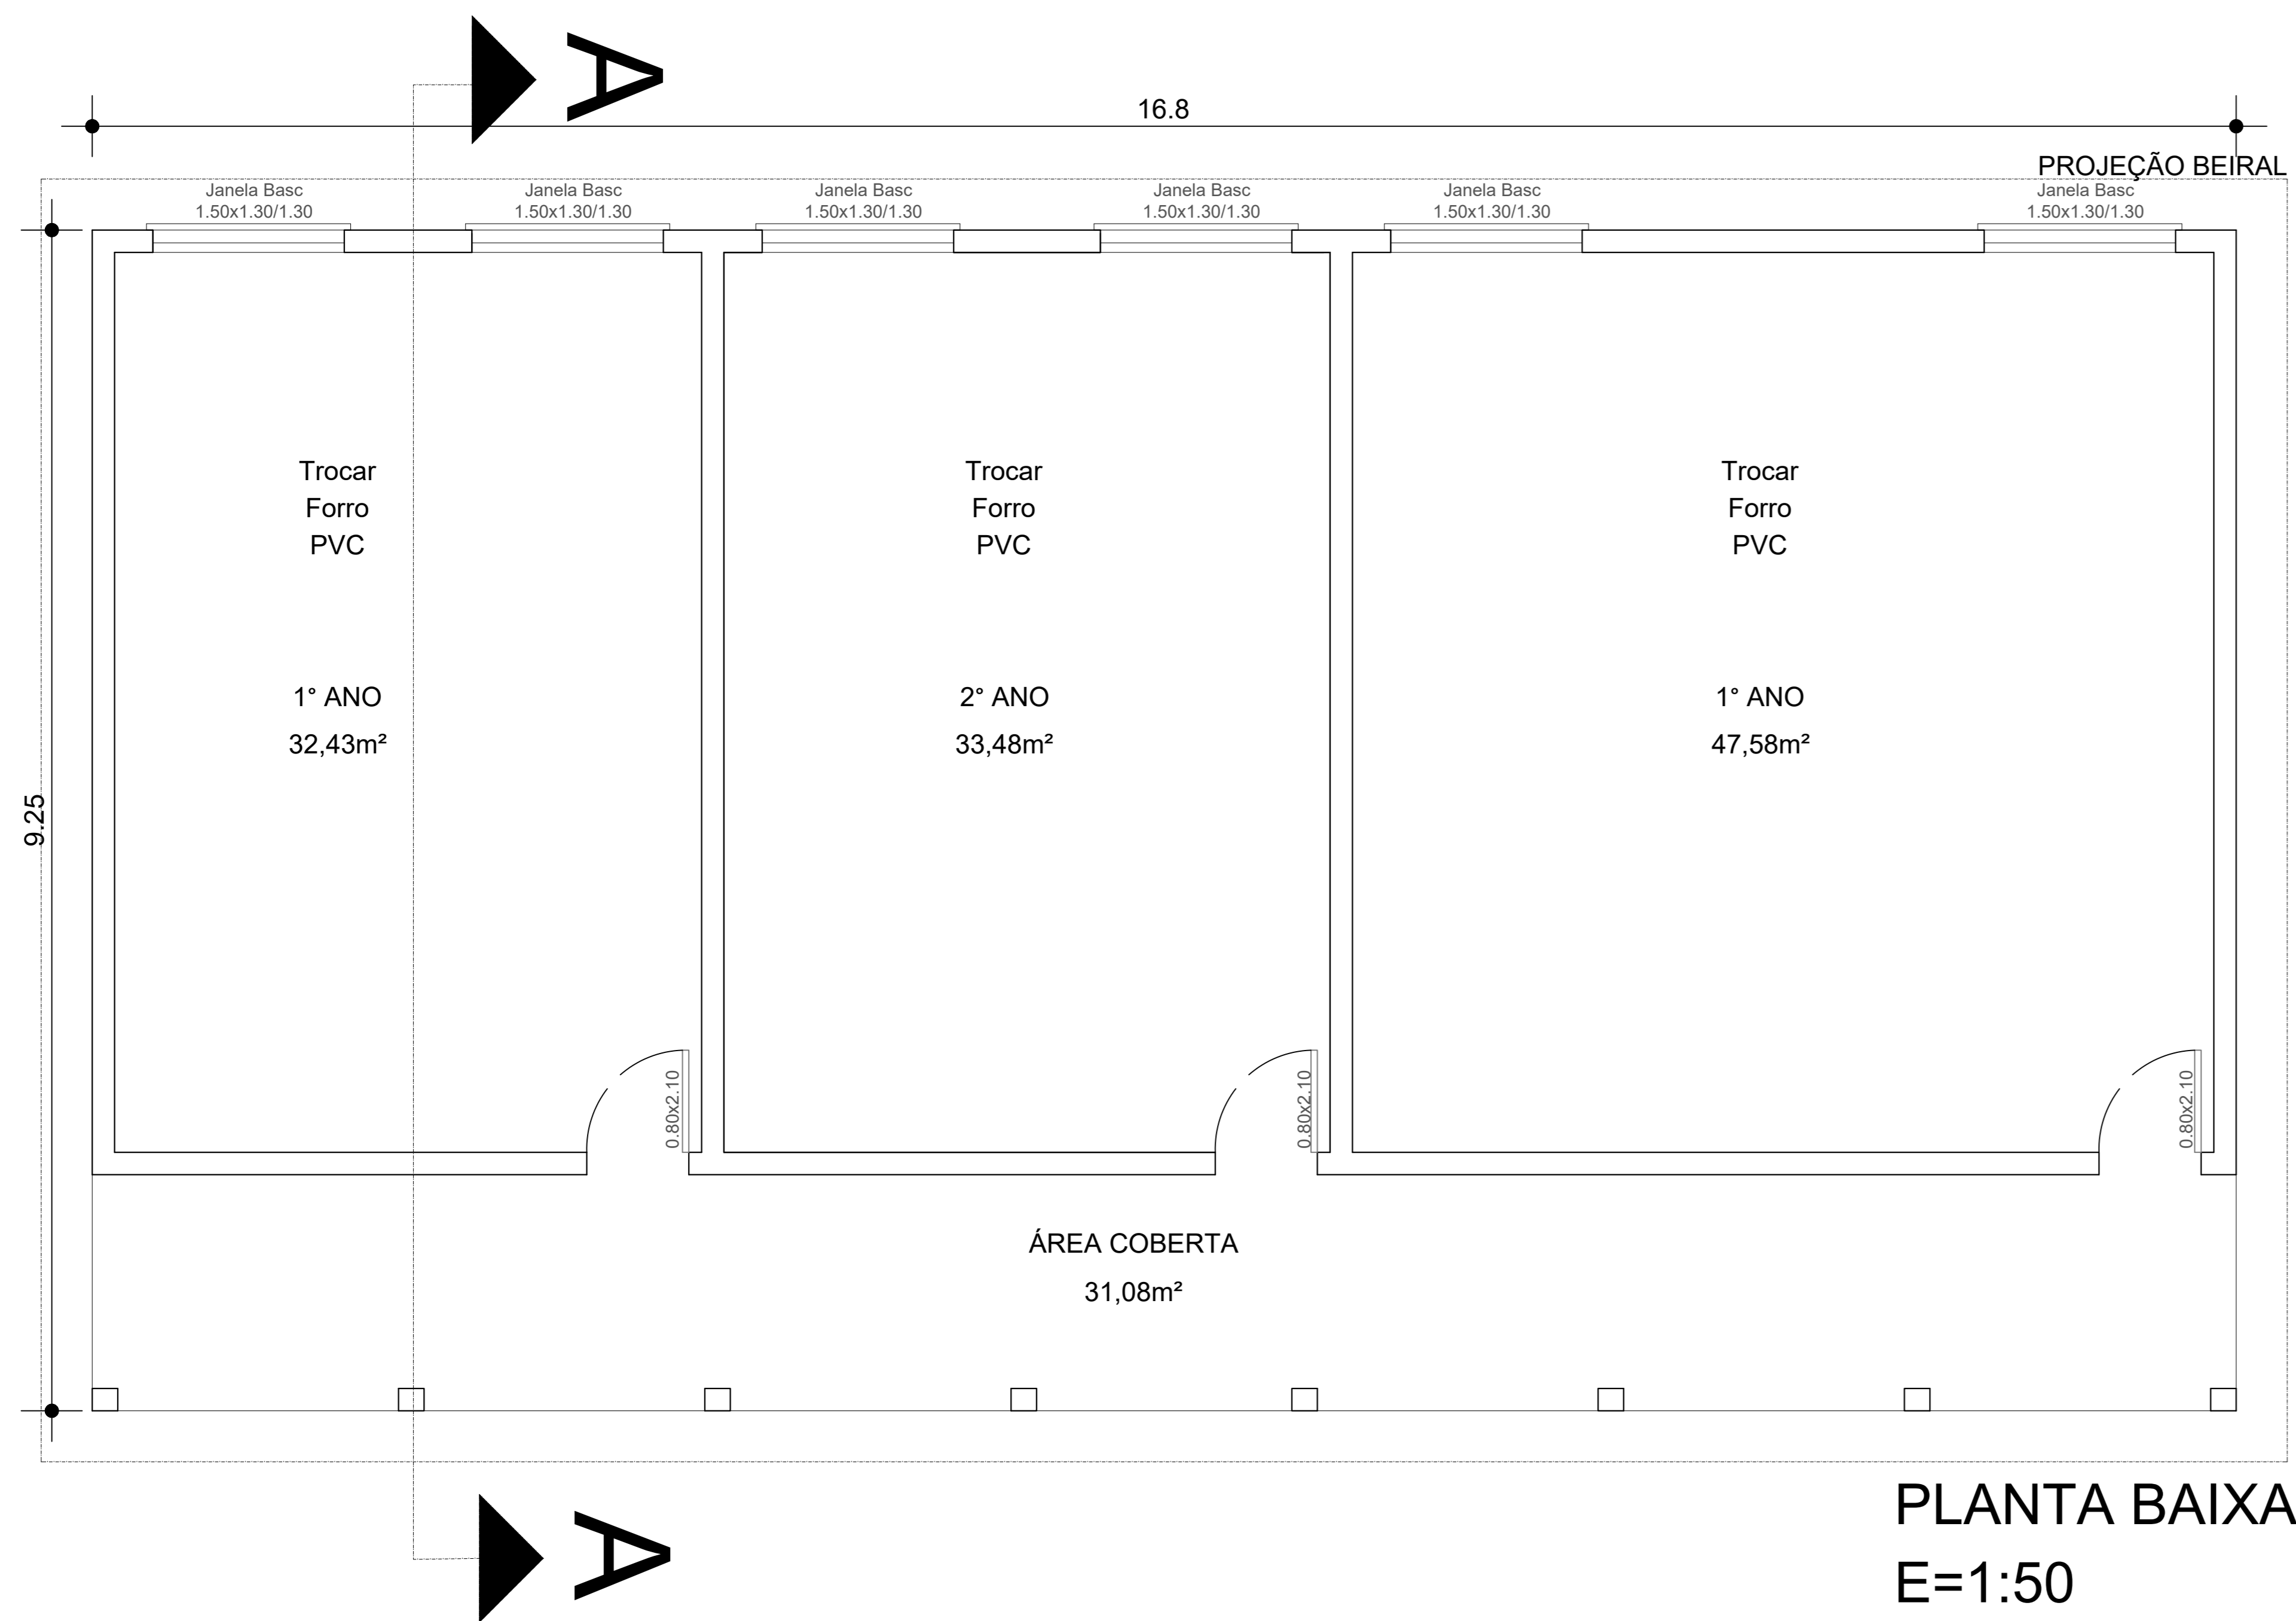 A
16.8
PROJEÇÃO BEIRAL
Janela Basc
1.50x1.30/1.30
Janela Basc
1.50x1.30/1.30
Janela Basc
1.50x1.30/1.30
Janela Basc
1.50x1.30/1.30
Janela Basc
1.50x1.30/1.30
Janela Basc
1.50x1.30/1.30
Trocar
Forro
PVC
Trocar
Forro
PVC
Trocar
Forro
PVC
1° ANO
32,43m²
2° ANO
33,48m²
1° ANO
47,58m²
9.25
0.80x2.10
0.80x2.10
0.80x2.10
ÁREA COBERTA
31,08m²
A
PLANTA BAIXA
E=1:50